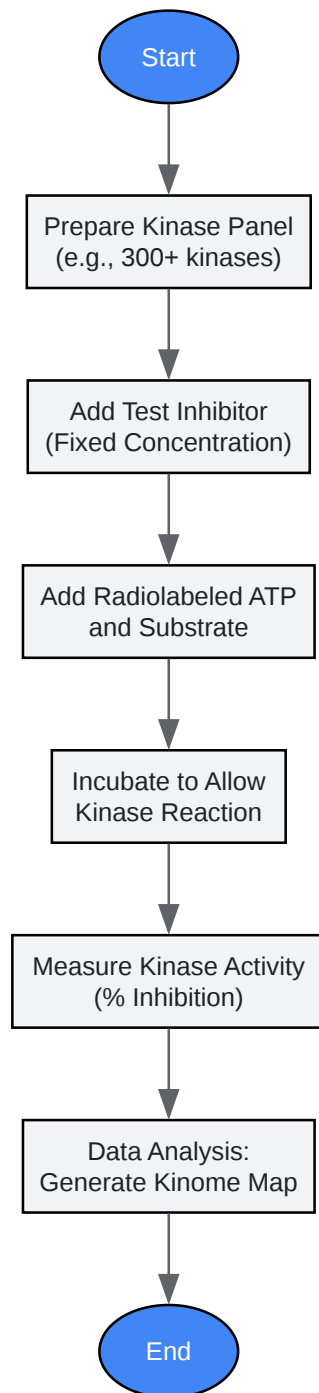 Start
Prepare Kinase Panel
(e.g., 300+ kinases)
Add Test Inhibitor
(Fixed Concentration)
Add Radiolabeled ATP
and Substrate
Incubate to Allow
Kinase Reaction
Measure Kinase Activity
(% Inhibition)
Data Analysis:
Generate Kinome Map
End